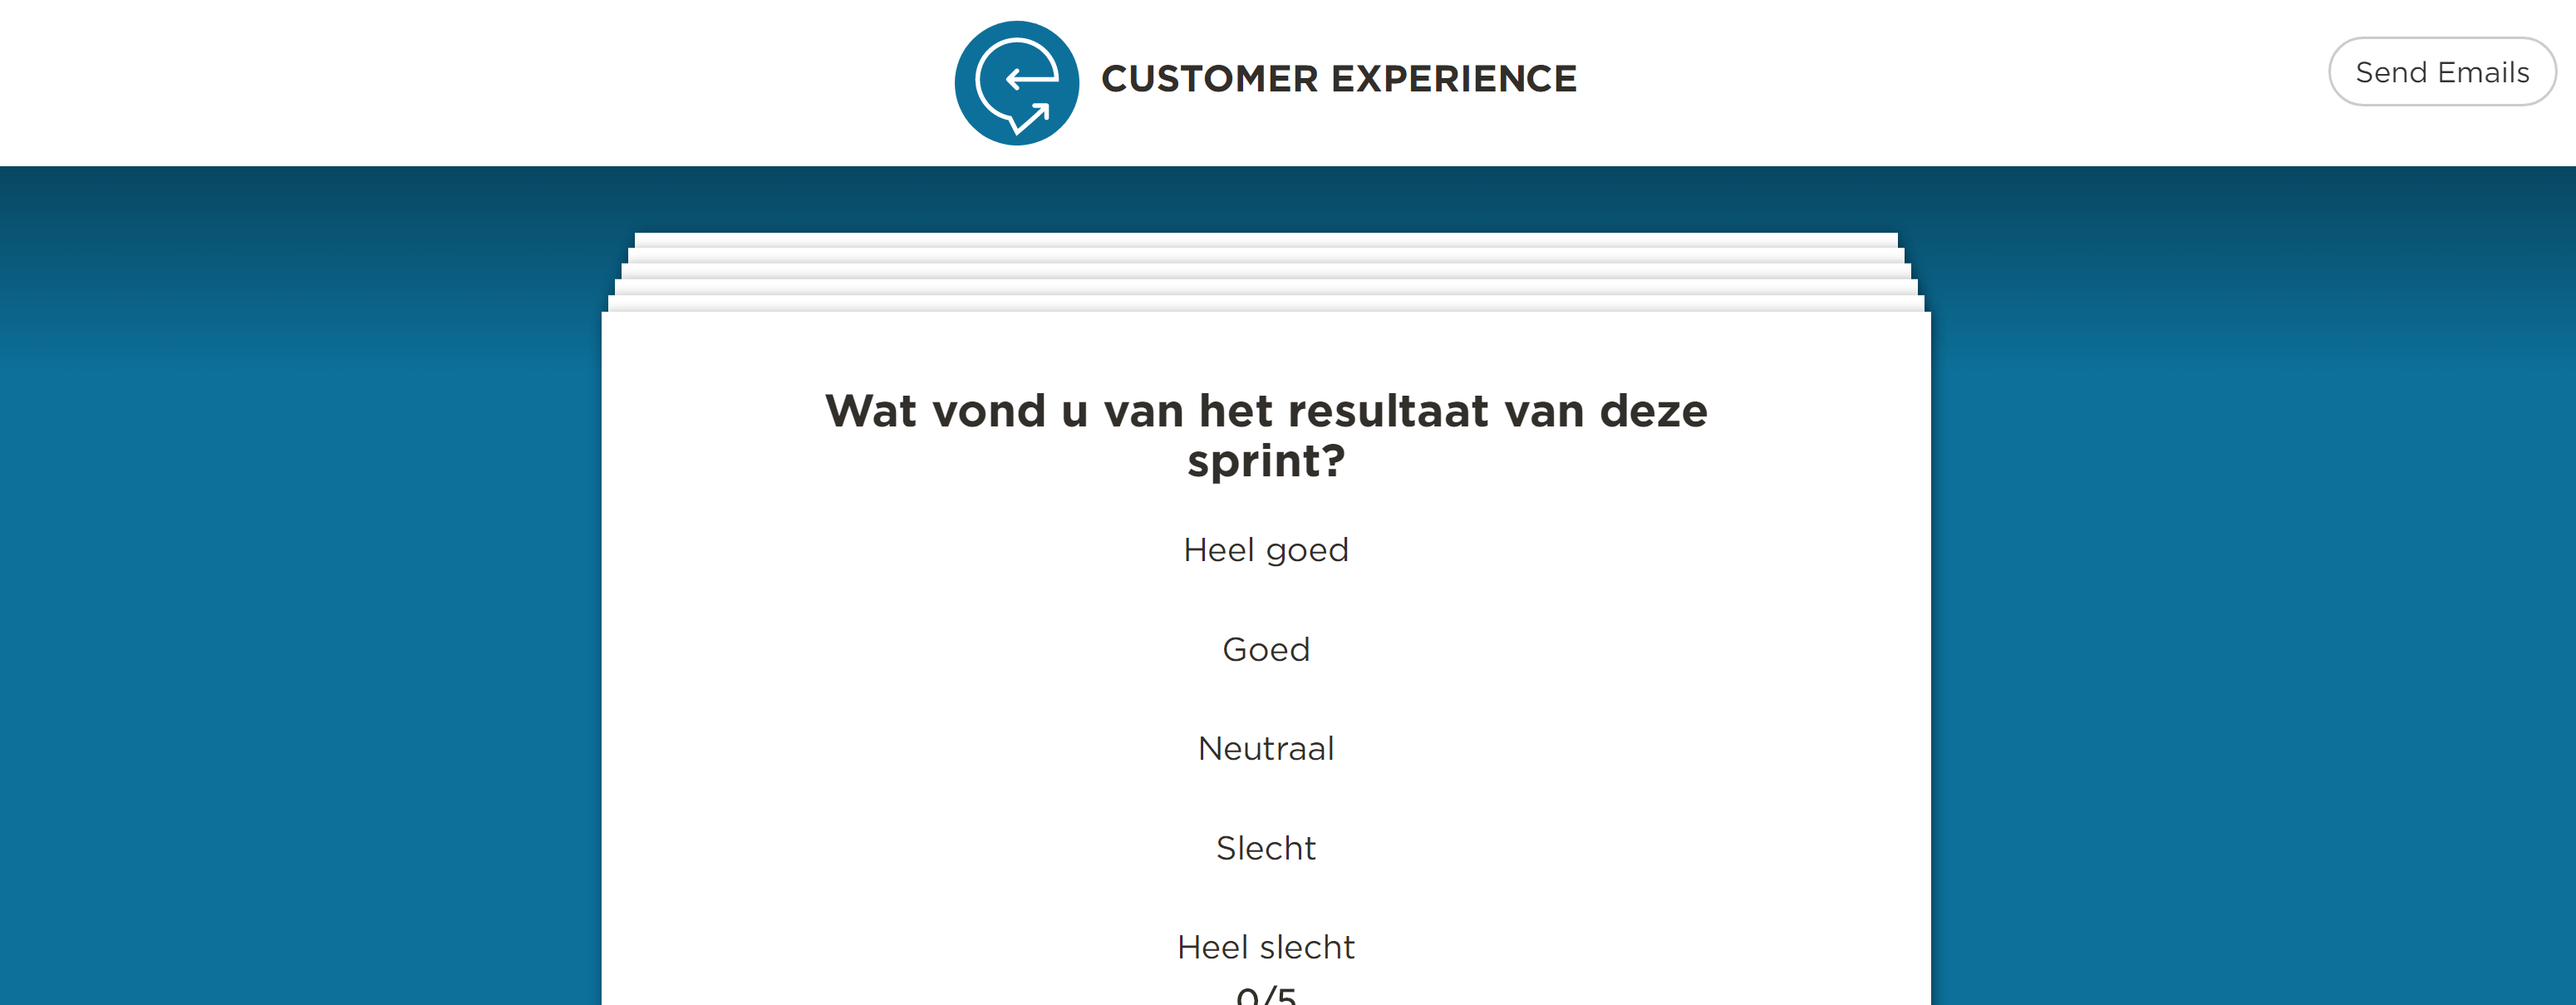 CUSTOMER EXPERIENCE
Send Emails
Wat vond u van het resultaat van deze
sprint?
Heel goed
Goed
Neutraal
Slecht
Heel slecht
0/5